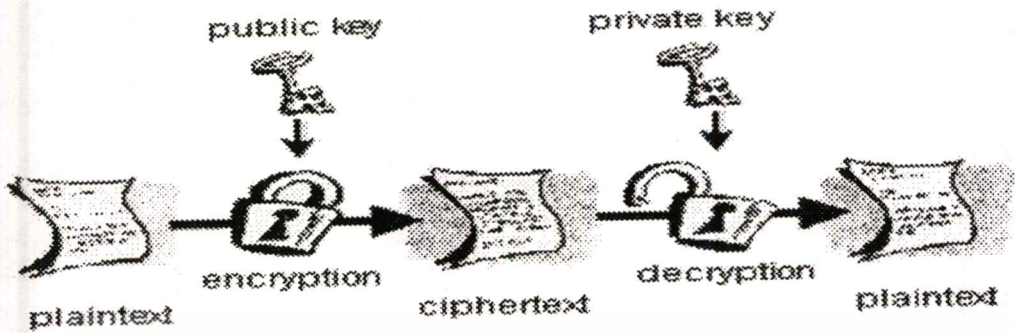 public key
private key
encryption
decryption
plaintext
ciphertext
plaintext